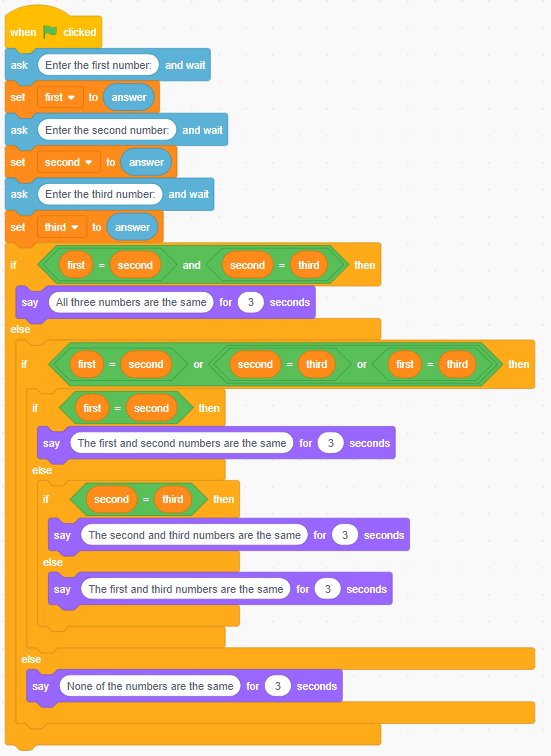 when clicked
ask Enter the first number: and wait
set first to answer
ask Enter the second number: and wait
set second to answer
ask Enter the third number: and wait
set third to answer
if first = second and second = third then
say All three numbers are the same for 3 seconds
else
if first = second or second = third or first = third then
if first = second then
say The first and second numbers are the same for 3 seconds
else
if second = third then
say The second and third numbers are the same for 3 seconds
else
say The first and third numbers are the same for 3 seconds
else
say None of the numbers are the same for 3 seconds